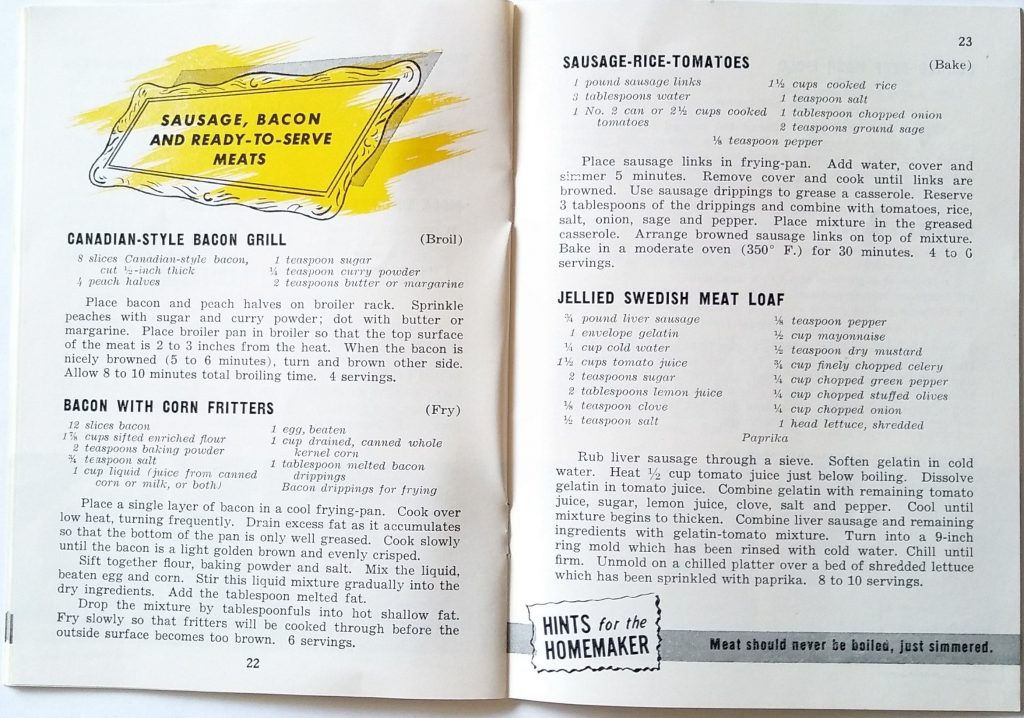 SAUSAGE, BACON
AND READY-TO-SERVE
MEATS
CANADIAN-STYLE BACON GRILL (Broil)
8 slices Canadian-style bacon,
cut ½-inch thick
4 peach halves
1 teaspoon sugar
¼ teaspoon curry powder
2 teaspoons butter or margarine
Place bacon and peach halves on broiler rack. Sprinkle
peaches with sugar and curry powder; dot with butter or
margarine. Place broiler pan in broiler so that the top surface
of the meat is 2 to 3 inches from the heat. When the bacon is
nicely browned (5 to 6 minutes), turn and brown other side.
Allow 8 to 10 minutes total broiling time. 4 servings.
BACON WITH CORN FRITTERS (Fry)
12 slices bacon
1⅞ cups sifted enriched flour
2 teaspoons baking powder
¾ teaspoon salt
1 cup liquid (juice from canned
corn or milk, or both)
1 egg, beaten
1 cup drained, canned whole
kernel corn
1 tablespoon melted bacon
drippings
Bacon drippings for frying
Place a single layer of bacon in a cool frying-pan. Cook over
low heat, turning frequently. Drain excess fat as it accumulates
so that the bottom of the pan is only well greased. Cook slowly
until the bacon is a light golden brown and evenly crisped.
Sift together flour, baking powder and salt. Mix the liquid,
beaten egg and corn. Stir this liquid mixture gradually into the
dry ingredients. Add the tablespoon melted fat.
Drop the mixture by tablespoonfuls into hot shallow fat.
Fry slowly so that fritters will be cooked through before the
outside surface becomes too brown. 6 servings.
22
23
SAUSAGE-RICE-TOMATOES (Bake)
1 pound sausage links
3 tablespoons water
1 No. 2 can or 2½ cups cooked
tomatoes
1½ cups cooked rice
1 teaspoon salt
1 tablespoon chopped onion
2 teaspoons ground sage
⅛ teaspoon pepper
Place sausage links in frying-pan. Add water, cover and
simmer 5 minutes. Remove cover and cook until links are
browned. Use sausage drippings to grease a casserole. Reserve
3 tablespoons of the drippings and combine with tomatoes, rice,
salt, onion, sage and pepper. Place mixture in the greased
casserole. Arrange browned sausage links on top of mixture.
Bake in a moderate oven (350° F.) for 30 minutes. 4 to 6
servings.
JELLIED SWEDISH MEAT LOAF
¾ pound liver sausage
1 envelope gelatin
¼ cup cold water
1½ cups tomato juice
2 teaspoons sugar
2 tablespoons lemon juice
⅛ teaspoon clove
½ teaspoon salt
⅛ teaspoon pepper
½ cup mayonnaise
½ teaspoon dry mustard
¾ cup finely chopped celery
¼ cup chopped green pepper
¼ cup chopped stuffed olives
¼ cup chopped onion
1 head lettuce, shredded
Paprika
Rub liver sausage through a sieve. Soften gelatin in cold
water. Heat ½ cup tomato juice just below boiling. Dissolve
gelatin in tomato juice. Combine gelatin with remaining tomato
juice, sugar, lemon juice, clove, salt and pepper. Cool until
mixture begins to thicken. Combine liver sausage and remaining
ingredients with gelatin-tomato mixture. Turn into a 9-inch
ring mold which has been rinsed with cold water. Chill until
firm. Unmold on a chilled platter over a bed of shredded lettuce
which has been sprinkled with paprika. 8 to 10 servings.
HINTS for the
HOMEMAKER
Meat should never be boiled, just simmered.